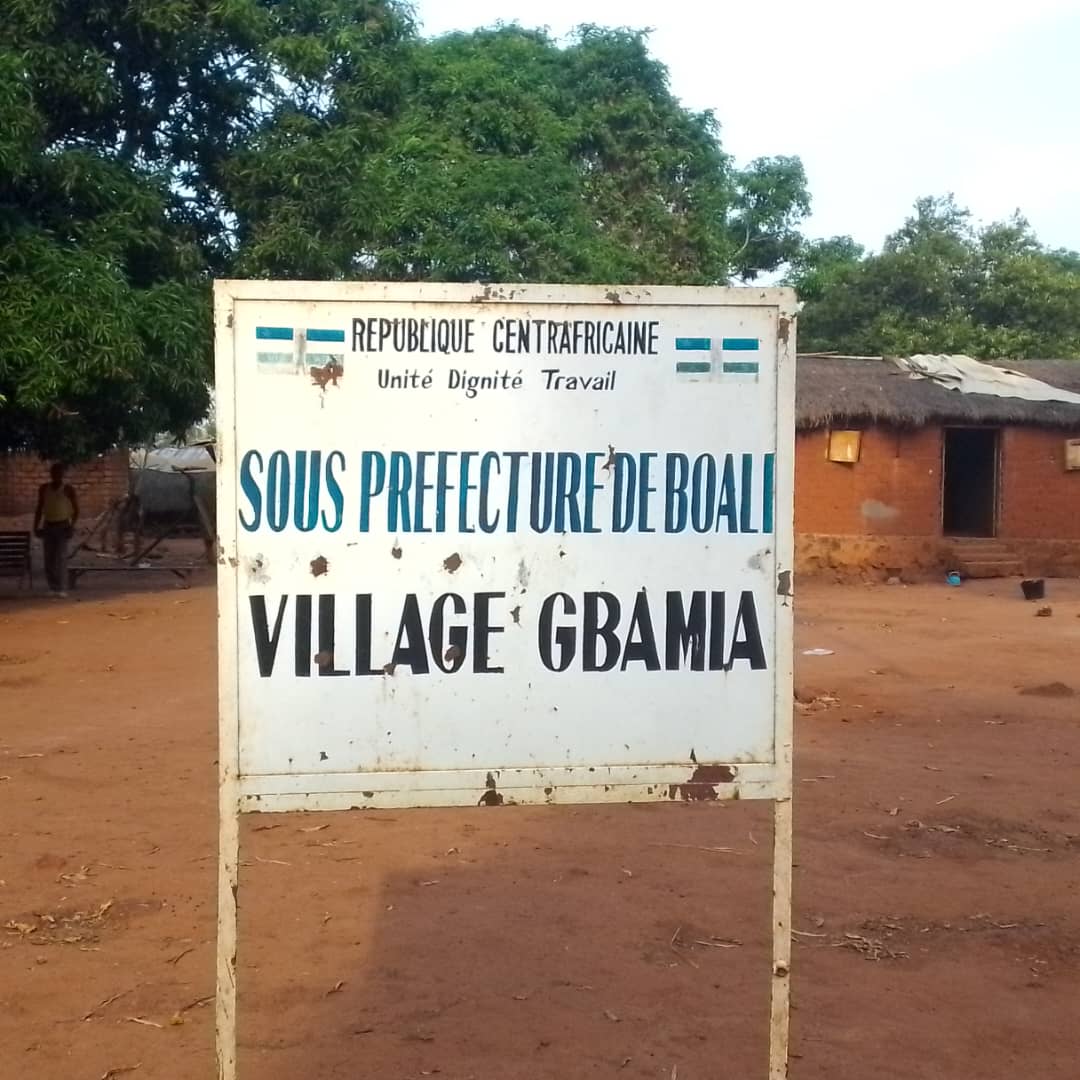 REPUBLIQUE CENTRAFRICAINE
Unité Dignité Travail
SOUS PREFECTURE DE BOALI
VILLAGE GBAMIA